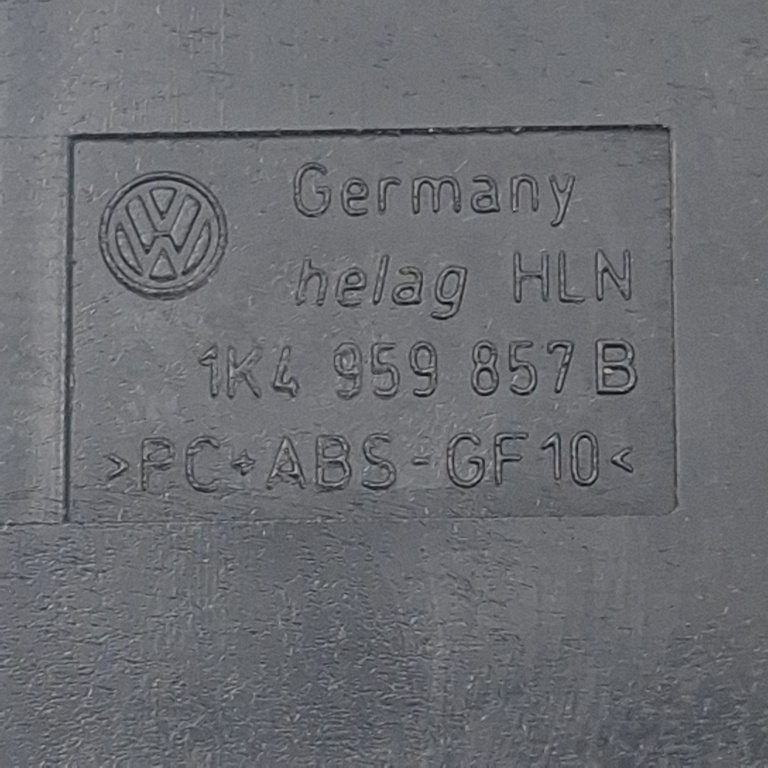 Germany
helag HLN
1K4 959 857 B
>PC+ABS-GF10<